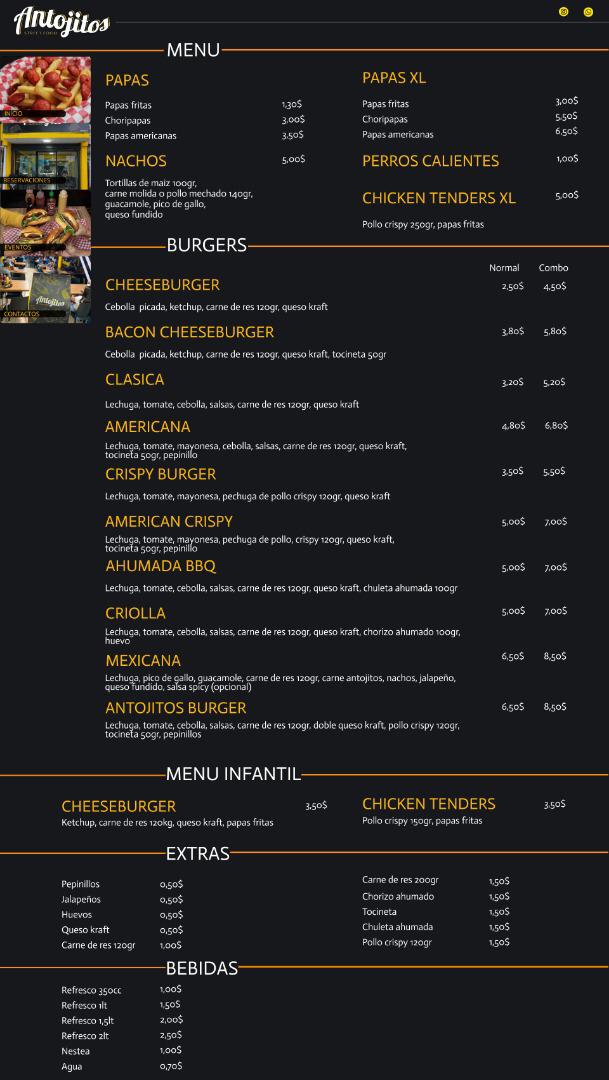 Antojitos
STREET FOOD
MENU
INICIO
RESERVACIONES
EVENTOS
Antojitos
CONTACTOS
PAPAS
Papas fritas 1,30$
Choripapas 3,00$
Papas americanas 3,50$
NACHOS 5,00$
Tortillas de maiz 100gr,
carne molida o pollo mechado 140gr,
guacamole, pico de gallo,
queso fundido
PAPAS XL
Papas fritas 3,00$
Choripapas 5,50$
Papas americanas 6,50$
PERROS CALIENTES 1,00$
CHICKEN TENDERS XL 5,00$
Pollo crispy 250gr, papas fritas
BURGERS
Normal Combo
CHEESEBURGER 2,50$ 4,50$
Cebolla picada, ketchup, carne de res 120gr, queso kraft
BACON CHEESEBURGER 3,80$ 5,80$
Cebolla picada, ketchup, carne de res 120gr, queso kraft, tocineta 50gr
CLASICA 3,20$ 5,20$
Lechuga, tomate, cebolla, salsas, carne de res 120gr, queso kraft
AMERICANA 4,80$ 6,80$
Lechuga, tomate, mayonesa, cebolla, salsas, carne de res 120gr, queso kraft,
tocineta 50gr, pepinillo
CRISPY BURGER 3,50$ 5,50$
Lechuga, tomate, mayonesa, pechuga de pollo crispy 120gr, queso kraft
AMERICAN CRISPY 5,00$ 7,00$
Lechuga, tomate, mayonesa, pechuga de pollo, crispy 120gr, queso kraft,
tocineta 50gr, pepinillo
AHUMADA BBQ 5,00$ 7,00$
Lechuga, tomate, cebolla, salsas, carne de res 120gr, queso kraft, chuleta ahumada 100gr
CRIOLLA 5,00$ 7,00$
Lechuga, tomate, cebolla, salsas, carne de res 120gr, queso kraft, chorizo ahumado 100gr,
huevo
MEXICANA 6,50$ 8,50$
Lechuga, pico de gallo, guacamole, carne de res 120gr, carne antojitos, nachos, jalapeño,
queso fundido, salsa spicy (opcional)
ANTOJITOS BURGER 6,50$ 8,50$
Lechuga, tomate, cebolla, salsas, carne de res 120gr, doble queso kraft, pollo crispy 120gr,
tocineta 50gr, pepinillos
MENU INFANTIL
CHEESEBURGER 3,50$
Ketchup, carne de res 120kg, queso kraft, papas fritas
CHICKEN TENDERS 3,50$
Pollo crispy 150gr, papas fritas
EXTRAS
Pepinillos 0,50$
Jalapeños 0,50$
Huevos 0,50$
Queso kraft 0,50$
Carne de res 120gr 1,00$
Carne de res 200gr 1,50$
Chorizo ahumado 1,50$
Tocineta 1,50$
Chuleta ahumada 1,50$
Pollo crispy 120gr 1,50$
BEBIDAS
Refresco 350cc 1,00$
Refresco 1lt 1,50$
Refresco 1,5lt 2,00$
Refresco 2lt 2,50$
Nestea 1,00$
Agua 0,70$